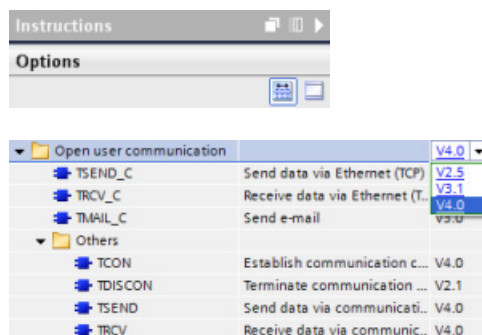 Instructions
Options
Open user communication V4.0
TSEND_C Send data via Ethernet (TCP) V2.5
V3.1
TRCV_C Receive data via Ethernet (T... V4.0
TMAIL_C Send e-mail V3.0
Others
TCON Establish communication c... V4.0
TDISCON Terminate communication ... V2.1
TSEND Send data via communicati... V4.0
TRCV Receive data via communic... V4.0